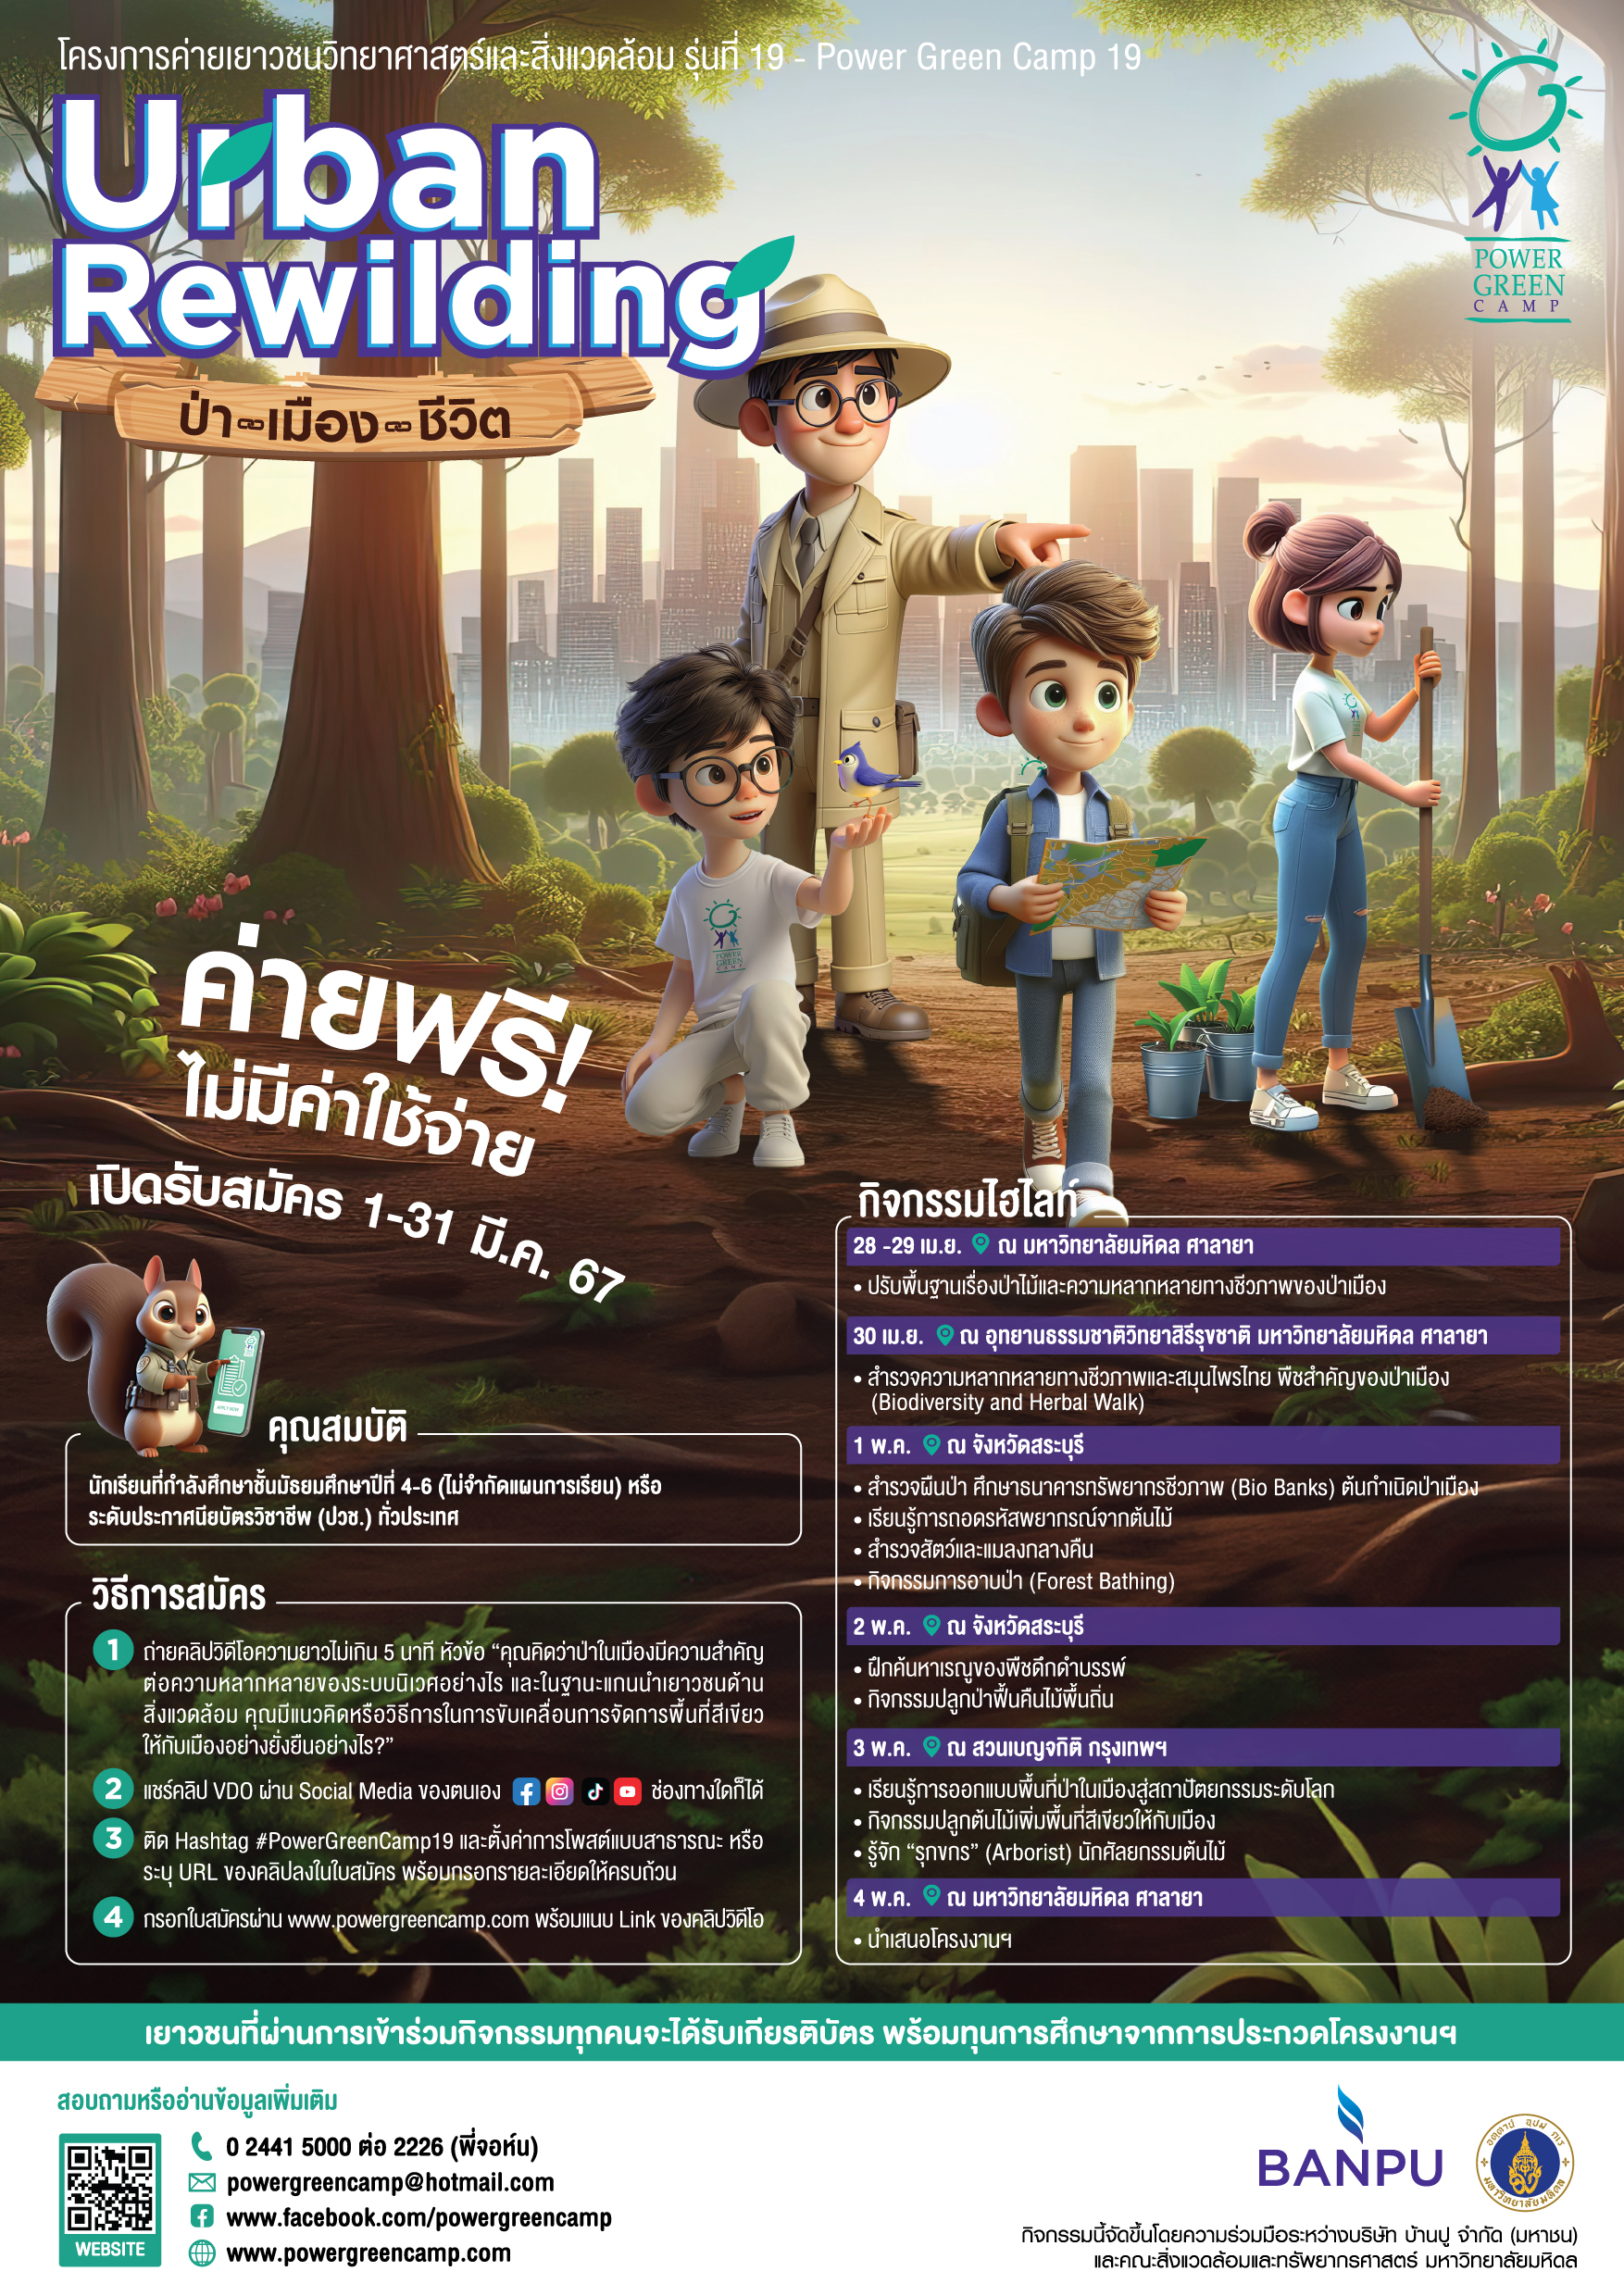 โครงการค่ายเยาวชนวิทยาศาสตร์และสิ่งแวดล้อม รุ่นที่ 19 - Power Green Camp 19
Urban
Rewilding
ป่า-เมือง-ชีวิต
POWER
GREEN
CAMP
POWER
GREEN
CAMP
ค่ายฟรี!
ไม่มีค่าใช้จ่าย
เปิดรับสมัคร 1-31 มี.ค. 67
APPLY NOW
คุณสมบัติ
นักเรียนที่กำลังศึกษาชั้นมัธยมศึกษาปีที่ 4-6 (ไม่จำกัดแผนการเรียน) หรือ
ระดับประกาศนียบัตรวิชาชีพ (ปวช.) ทั่วประเทศ
วิธีการสมัคร
1 ถ่ายคลิปวิดีโอความยาวไม่เกิน 5 นาที หัวข้อ “คุณคิดว่าป่าในเมืองมีความสำคัญ
ต่อความหลากหลายของระบบนิเวศอย่างไร และในฐานะแกนนำเยาวชนด้าน
สิ่งแวดล้อม คุณมีแนวคิดหรือวิธีการในการขับเคลื่อนการจัดการพื้นที่สีเขียว
ให้กับเมืองอย่างยั่งยืนอย่างไร?”
2 แชร์คลิป VDO ผ่าน Social Media ของตนเอง ช่องทางใดก็ได้
3 ติด Hashtag #PowerGreenCamp19 และตั้งค่าการโพสต์แบบสาธารณะ หรือ
ระบุ URL ของคลิปลงในใบสมัคร พร้อมกรอกรายละเอียดให้ครบถ้วน
4 กรอกใบสมัครผ่าน www.powergreencamp.com พร้อมแนบ Link ของคลิปวิดีโอ
กิจกรรมไฮไลท์
28 -29 เม.ย. ณ มหาวิทยาลัยมหิดล ศาลายา
• ปรับพื้นฐานเรื่องป่าไม้และความหลากหลายทางชีวภาพของป่าเมือง
30 เม.ย. ณ อุทยานธรรมชาติวิทยาสิรีรุขชาติ มหาวิทยาลัยมหิดล ศาลายา
• สำรวจความหลากหลายทางชีวภาพและสมุนไพรไทย พืชสำคัญของป่าเมือง
(Biodiversity and Herbal Walk)
1 พ.ค. ณ จังหวัดสระบุรี
• สำรวจผืนป่า ศึกษาธนาคารทรัพยากรชีวภาพ (Bio Banks) ต้นกำเนิดป่าเมือง
• เรียนรู้การถอดรหัสพยากรณ์จากต้นไม้
• สำรวจสัตว์และแมลงกลางคืน
• กิจกรรมการอาบป่า (Forest Bathing)
2 พ.ค. ณ จังหวัดสระบุรี
• ฝึกค้นหาเรณูของพืชดึกดำบรรพ์
• กิจกรรมปลูกป่าฟื้นคืนไม้พื้นถิ่น
3 พ.ค. ณ สวนเบญจกิติ กรุงเทพฯ
• เรียนรู้การออกแบบพื้นที่ป่าในเมืองสู่สถาปัตยกรรมระดับโลก
• กิจกรรมปลูกต้นไม้เพิ่มพื้นที่สีเขียวให้กับเมือง
• รู้จัก “รุกขกร” (Arborist) นักศัลยกรรมต้นไม้
4 พ.ค. ณ มหาวิทยาลัยมหิดล ศาลายา
• นำเสนอโครงงานฯ
เยาวชนที่ผ่านการเข้าร่วมกิจกรรมทุกคนจะได้รับเกียรติบัตร พร้อมทุนการศึกษาจากการประกวดโครงงานฯ
สอบถามหรืออ่านข้อมูลเพิ่มเติม
WEBSITE
0 2441 5000 ต่อ 2226 (พี่จอห์น)
powergreencamp@hotmail.com
www.facebook.com/powergreencamp
www.powergreencamp.com
BANPU
อตฺตานํ อุปมํ กเร
มหาวิทยาลัยมหิดล
กิจกรรมนี้จัดขึ้นโดยความร่วมมือระหว่างบริษัท บ้านปู จำกัด (มหาชน)
และคณะสิ่งแวดล้อมและทรัพยากรศาสตร์ มหาวิทยาลัยมหิดล